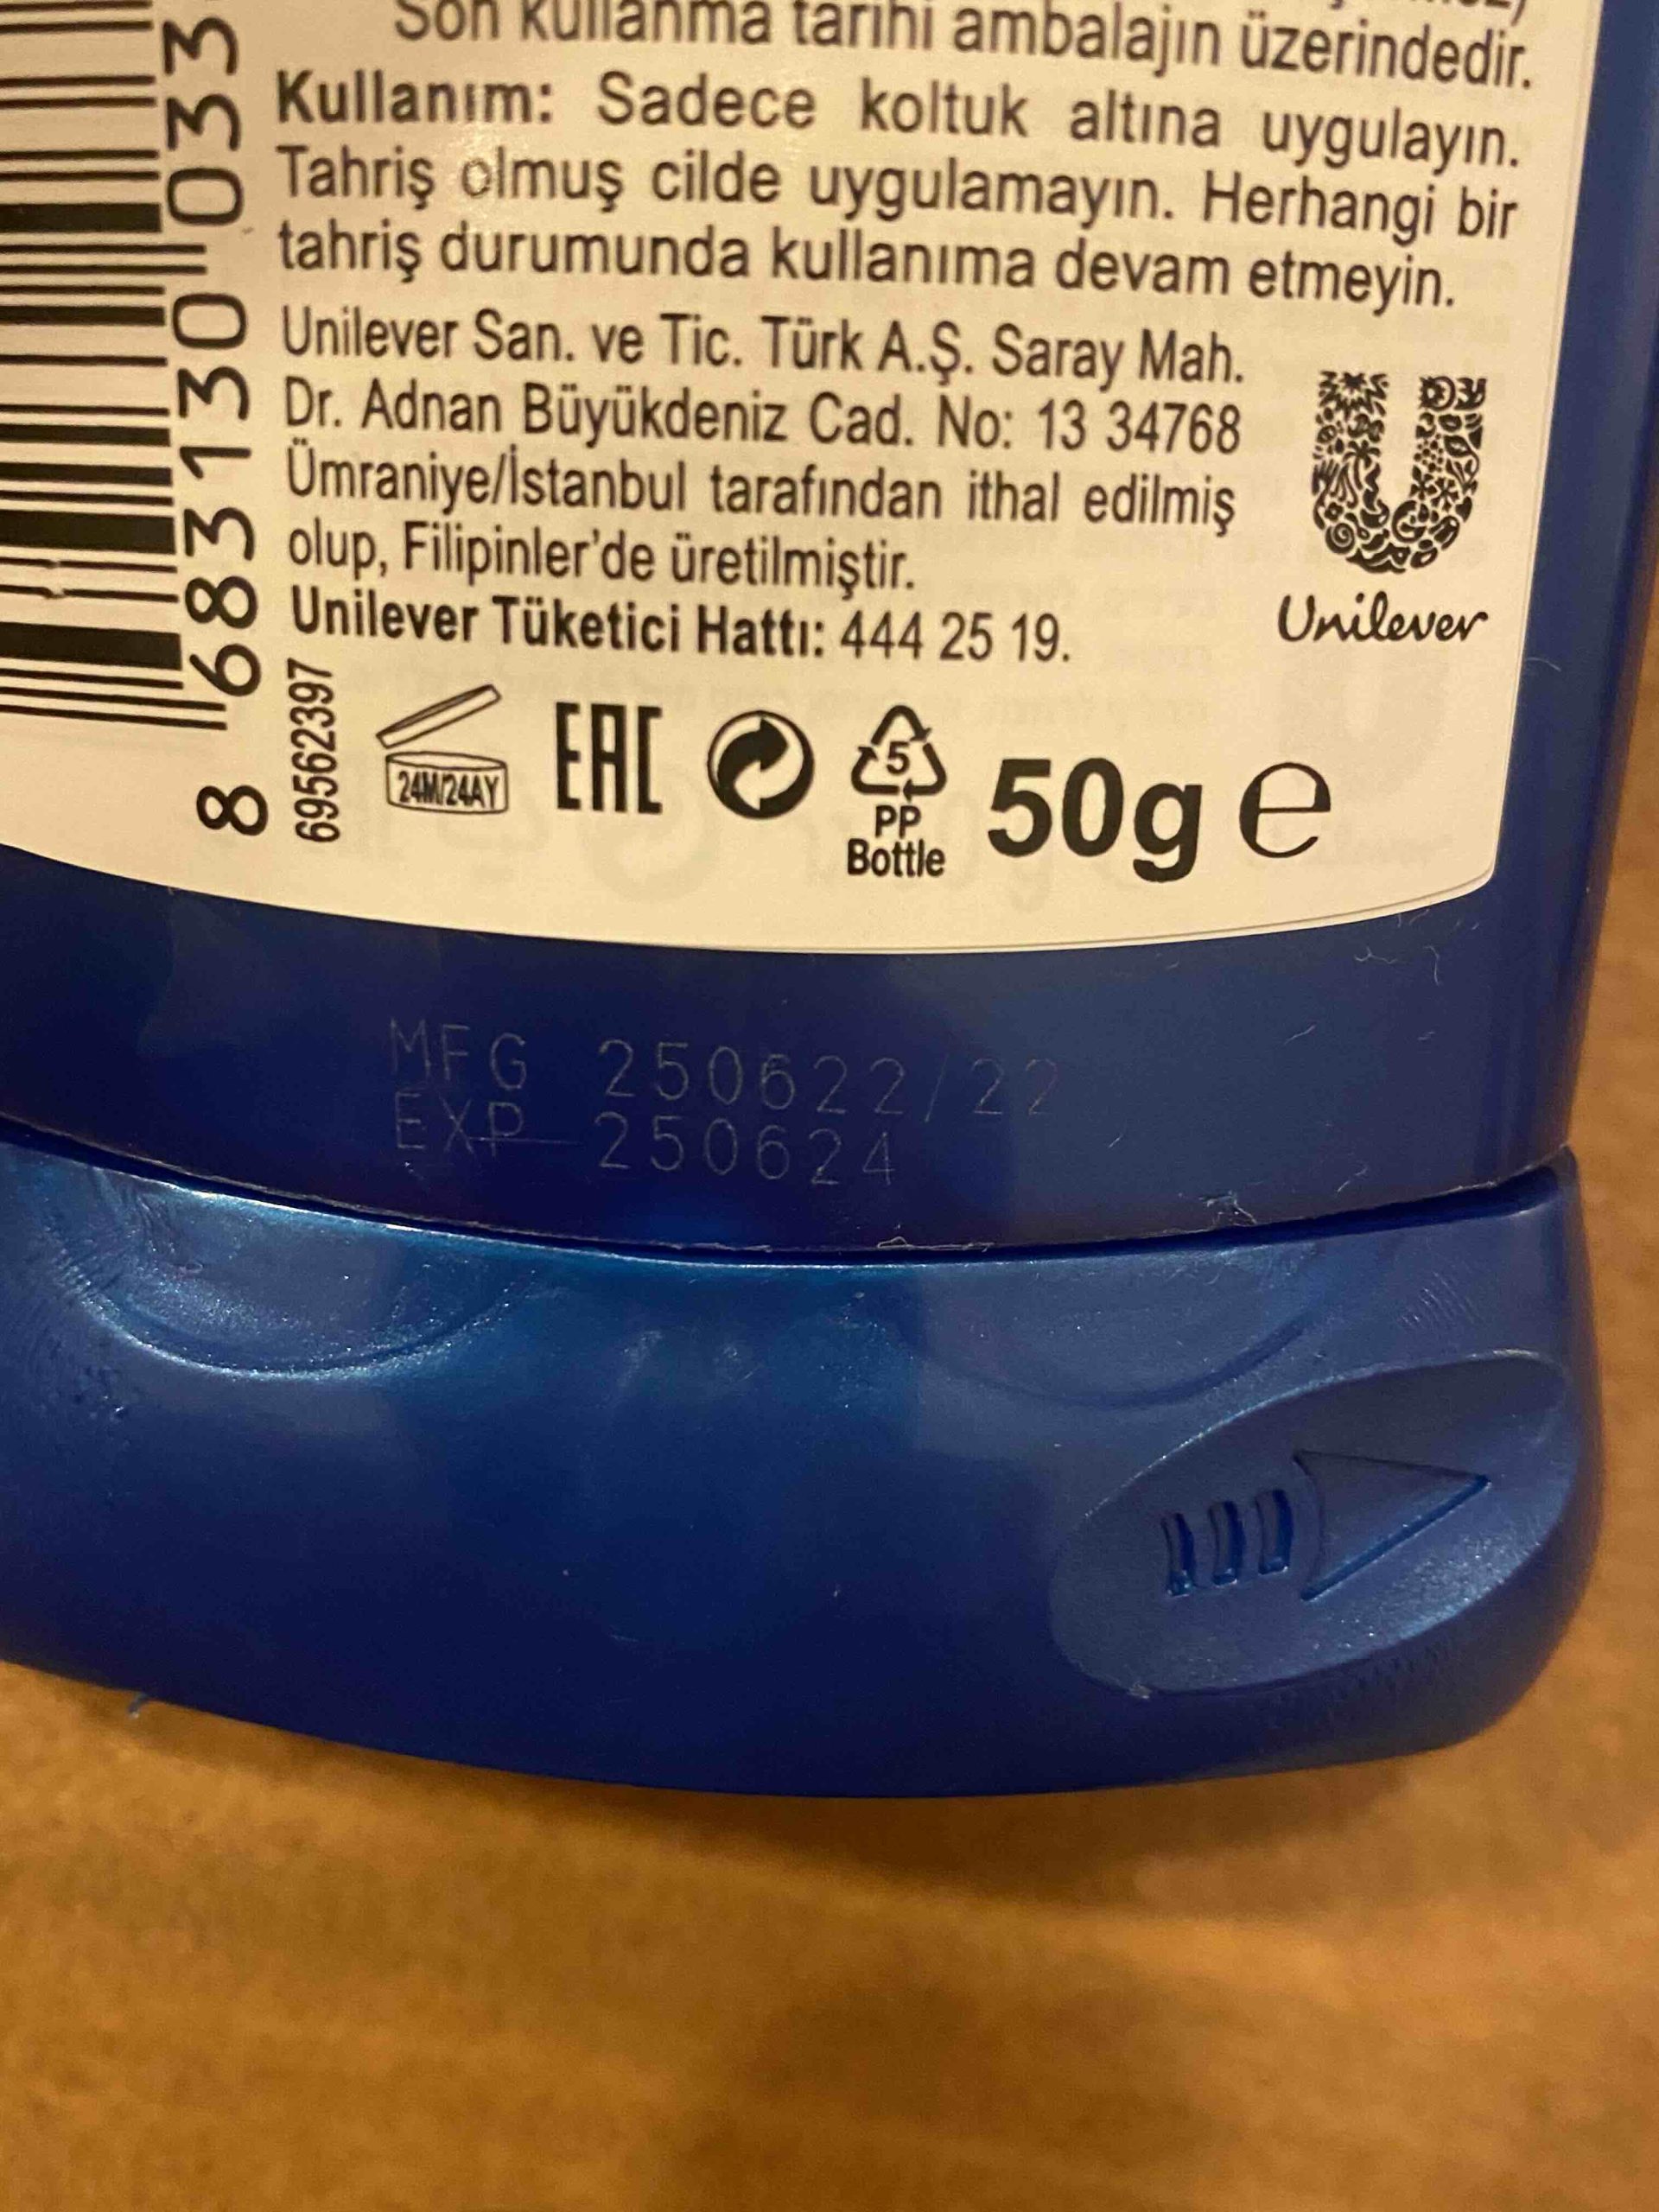 Son kullanma tarihi ambalajın üzerindedir.
Kullanım: Sadece koltuk altına uygulayın.
Tahriş olmuş cilde uygulamayın. Herhangi bir
tahriş durumunda kullanıma devam etmeyin.
Unilever San. ve Tic. Türk A.Ş. Saray Mah.
Dr. Adnan Büyükdeniz Cad. No: 13 34768
Ümraniye/İstanbul tarafından ithal edilmiş
olup, Filipinler'de üretilmiştir.
Unilever Tüketici Hattı: 444 25 19.
Unilever
8 683130 033
69562397
24M/24AY
EAC
5
PP
Bottle
50g e
MFG 250622/22
EXP 250624